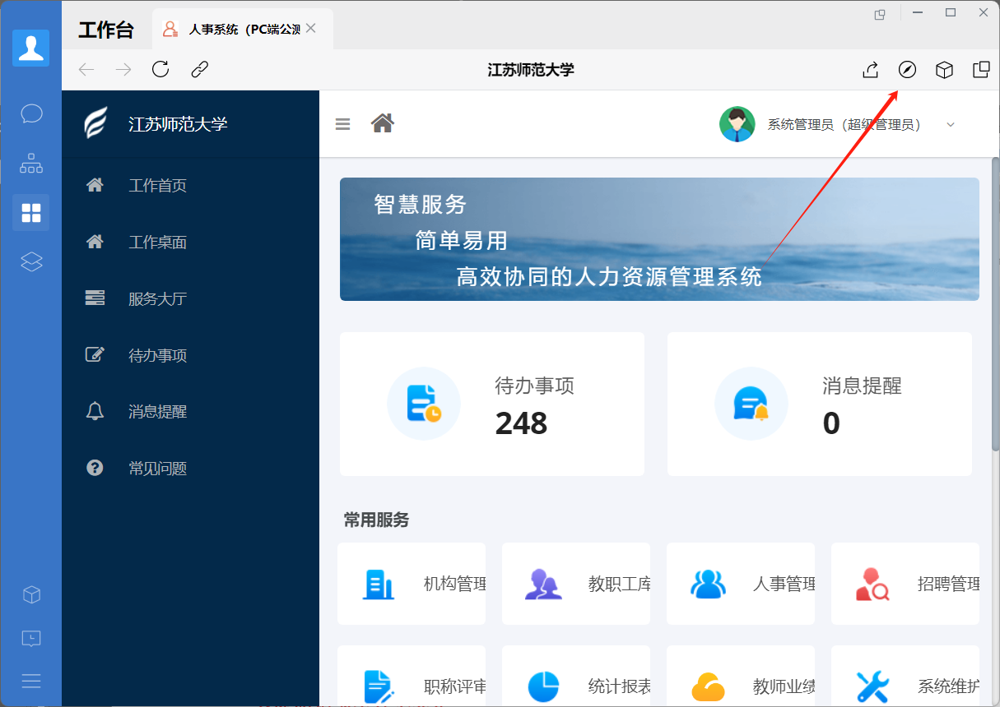 工作台
人事系统（PC端公测
江苏师范大学
江苏师范大学
系统管理员（超级管理员）
工作首页
工作桌面
服务大厅
待办事项
消息提醒
常见问题
智慧服务
简单易用
高效协同的人力资源管理系统
待办事项
248
消息提醒
0
常用服务
机构管理
教职工库
人事管理
招聘管理
职称评审
统计报表
教师业绩
系统维护